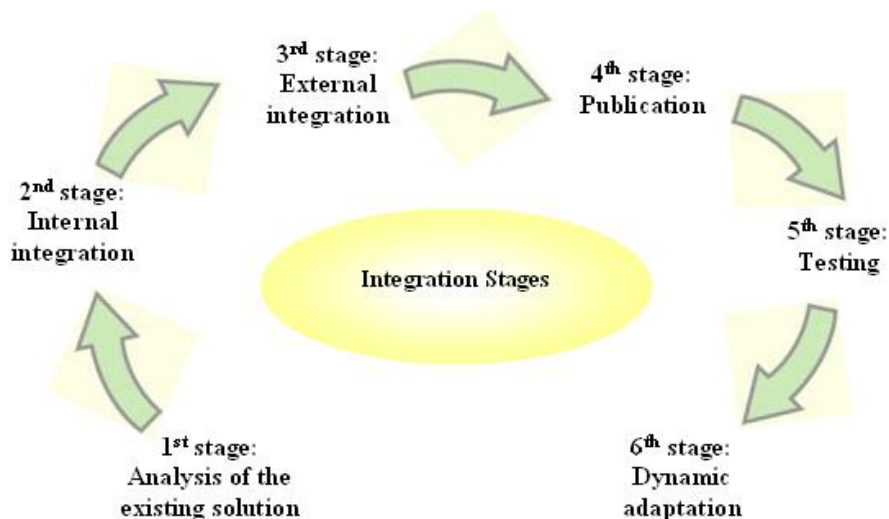 1st stage:
Analysis of the
existing solution
2nd stage:
Internal
integration
3rd stage:
External
integration
4th stage:
Publication
5th stage:
Testing
6th stage:
Dynamic
adaptation
Integration Stages